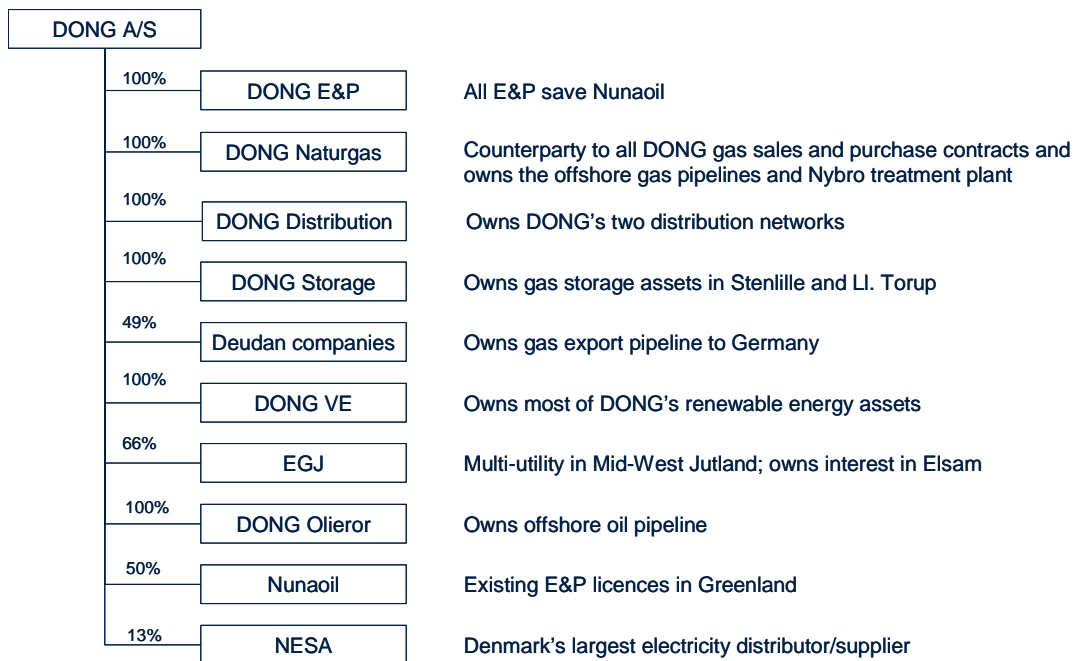 DONG A/S
100%
DONG E&P
All E&P save Nunaoil
100%
DONG Naturgas
Counterparty to all DONG gas sales and purchase contracts and
owns the offshore gas pipelines and Nybro treatment plant
100%
DONG Distribution
Owns DONG's two distribution networks
100%
DONG Storage
Owns gas storage assets in Stenlille and Ll. Torup
49%
Deudan companies
Owns gas export pipeline to Germany
100%
DONG VE
Owns most of DONG's renewable energy assets
66%
EGJ
Multi-utility in Mid-West Jutland; owns interest in Elsam
100%
DONG Olieror
Owns offshore oil pipeline
50%
Nunaoil
Existing E&P licences in Greenland
13%
NESA
Denmark's largest electricity distributor/supplier